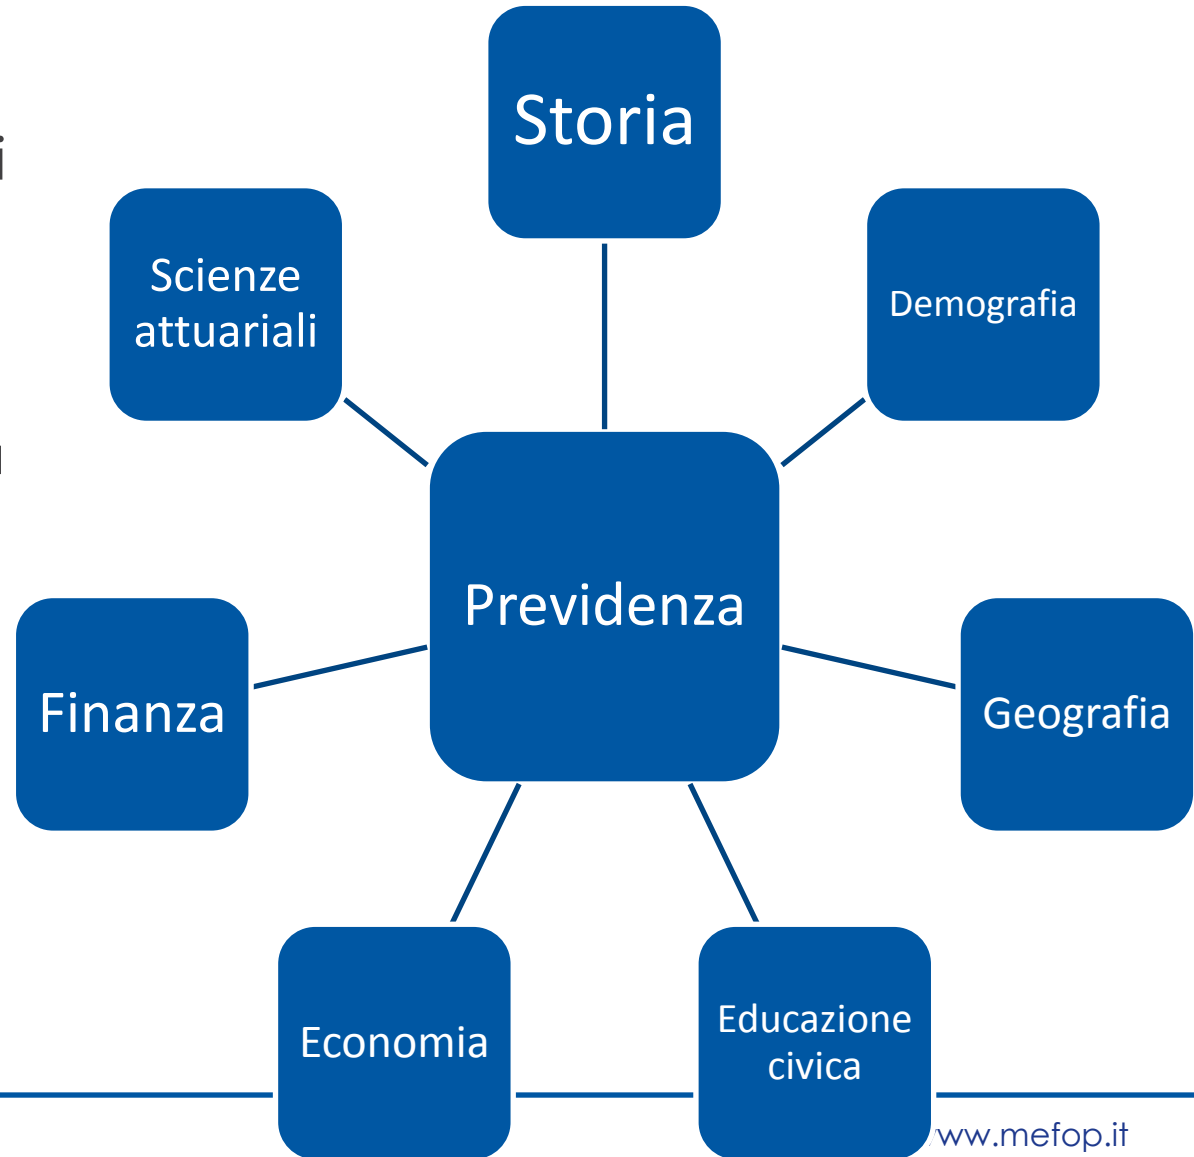 Storia
i
Scienze
attuariali
Demografia
Previdenza
Finanza
Geografia
Economia
Educazione
civica
www.mefop.it